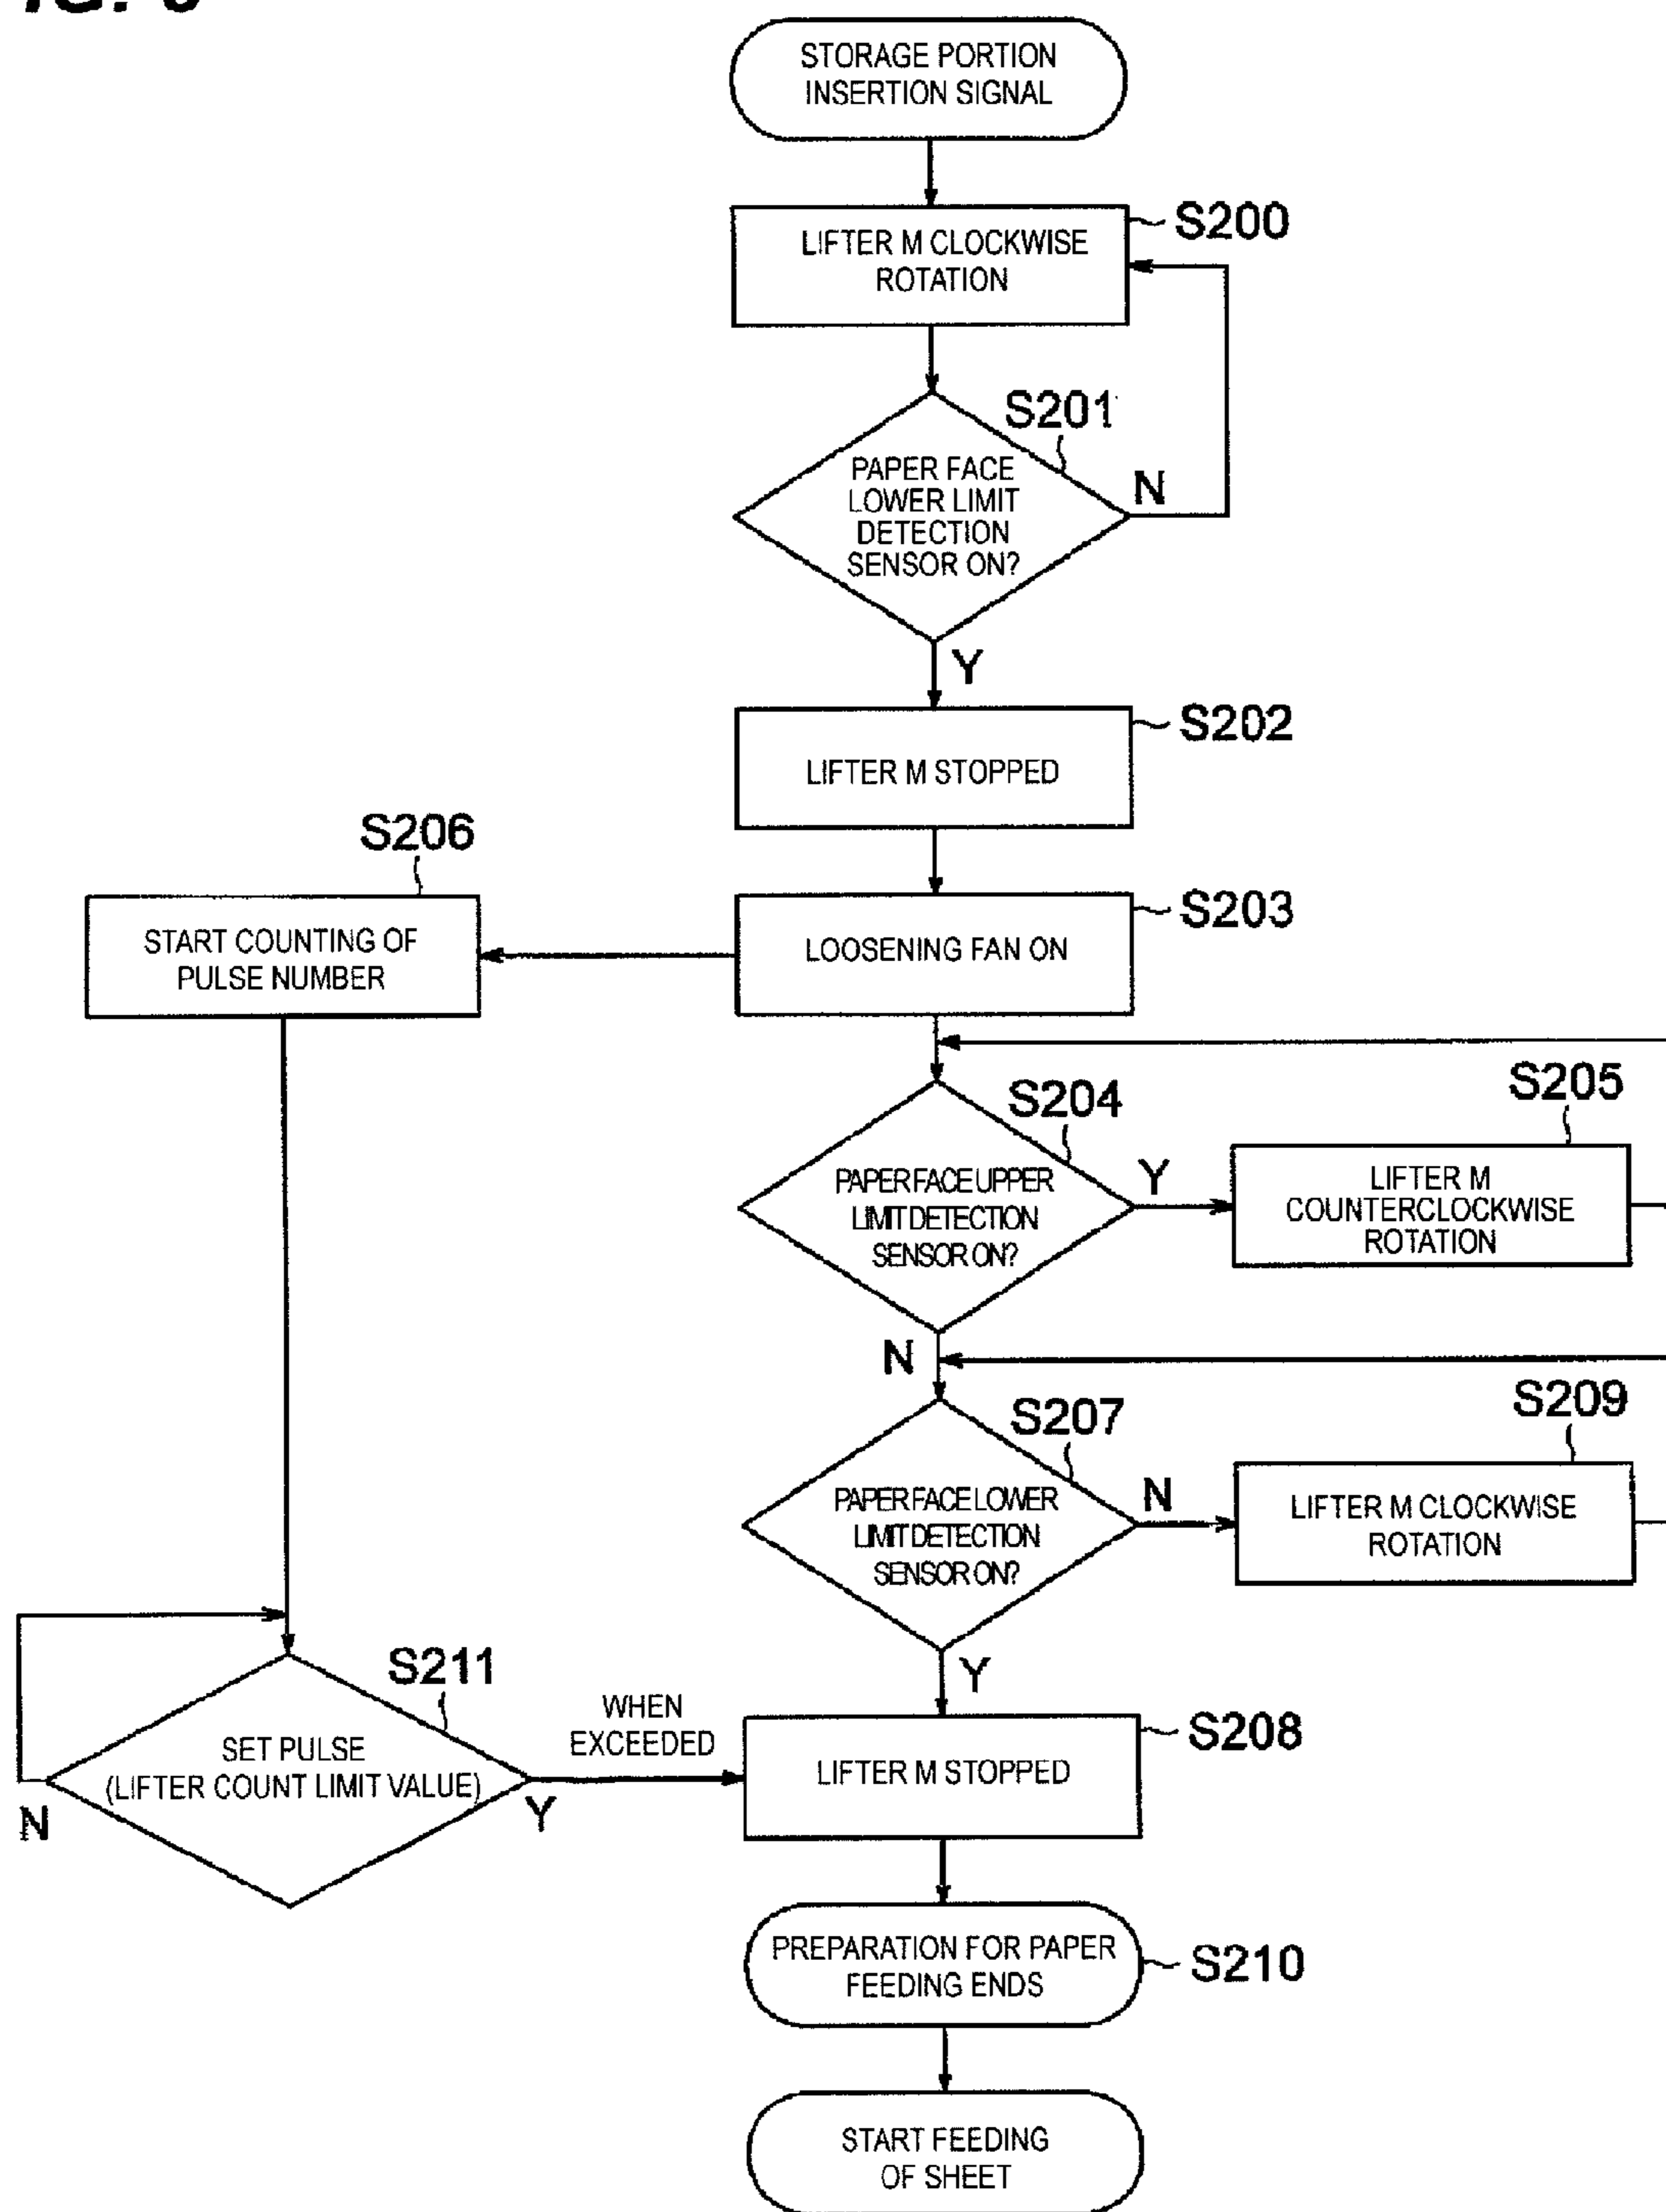 STORAGE PORTION
INSERTION SIGNAL
S200
LIFTER M CLOCKWISE
ROTATION
S201
PAPER FACE
LOWER LIMIT
DETECTION
SENSOR ON?
N
Y
S202
LIFTER M STOPPED
S206
START COUNTING OF
PULSE NUMBER
S203
LOOSENING FAN ON
S204
PAPER FACE UPPER
LIMIT DETECTION
SENSOR ON?
Y
S205
LIFTER M
COUNTERCLOCKWISE
ROTATION
N
S207
PAPER FACE LOWER
LIMIT DETECTION
SENSOR ON?
N
S209
LIFTER M CLOCKWISE
ROTATION
Y
S211
SET PULSE
(LIFTER COUNT LIMIT VALUE)
N
Y
WHEN
EXCEEDED
S208
LIFTER M STOPPED
PREPARATION FOR PAPER
FEEDING ENDS
S210
START FEEDING
OF SHEET